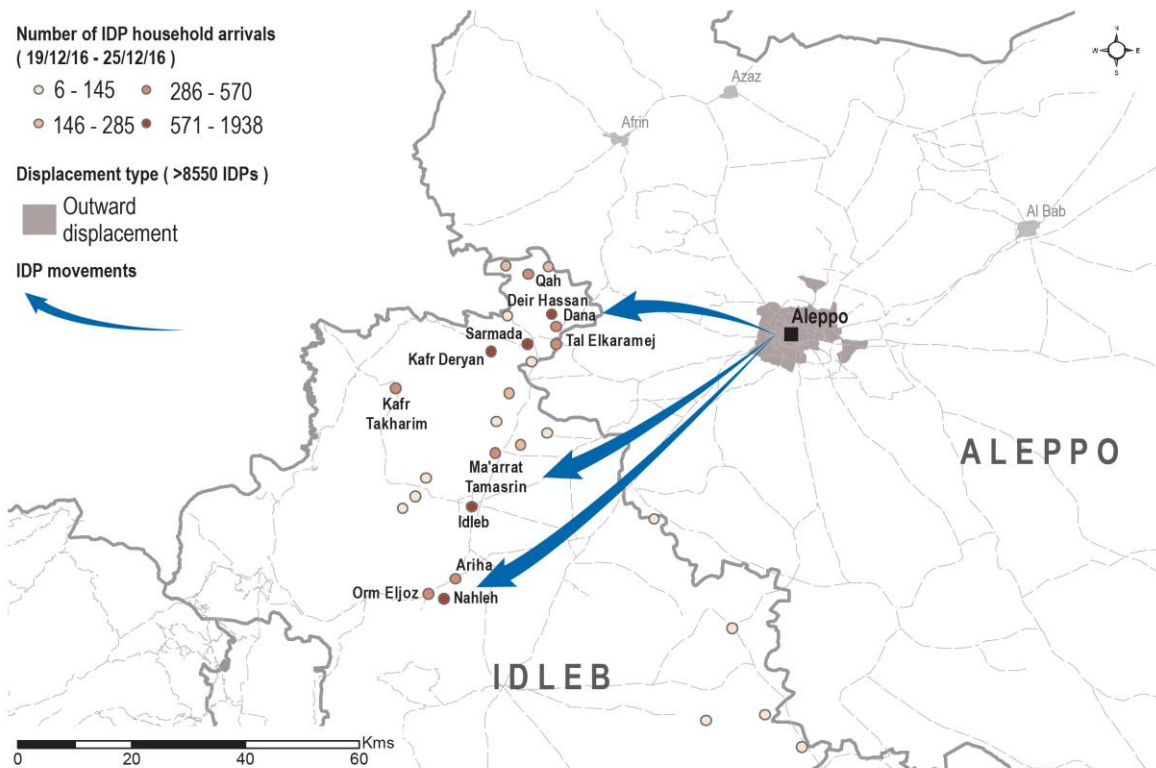 Number of IDP household arrivals
( 19/12/16 - 25/12/16 )
6 - 145
286 - 570
146 - 285
571 - 1938
Displacement type ( >8550 IDPs )
Outward
displacement
IDP movements
N
W
E
S
Azaz
Afrin
Al Bab
Qah
Deir Hassan
Dana
Aleppo
Sarmada
Tal Elkaramej
Kafr Deryan
Kafr
Takharim
ALEPPO
Ma'arrat
Tamasrin
Idleb
Ariha
Orm Eljoz
Nahleh
IDLEB
Kms
0
20
40
60